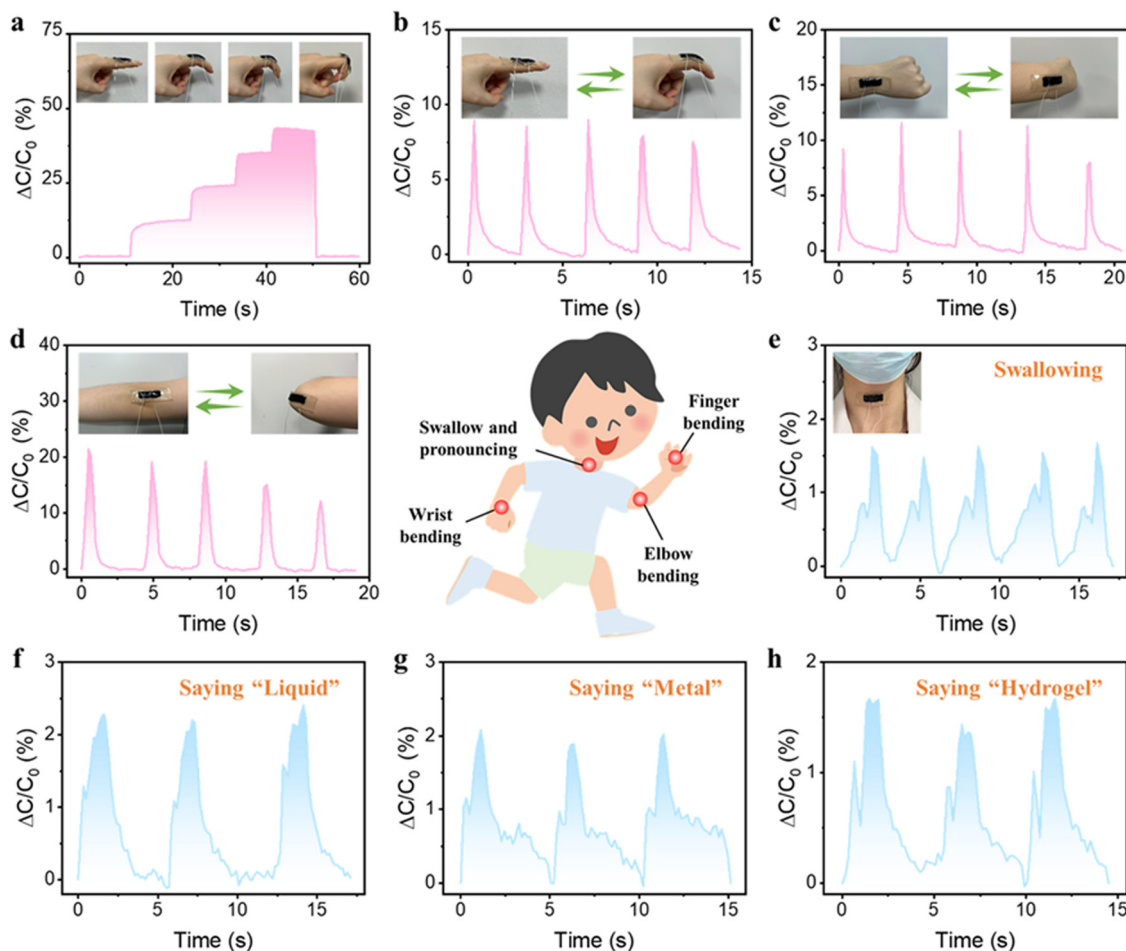 a
ΔC/C₀ (%)
75
50
25
0
0 20 40 60
Time (s)
b
ΔC/C₀ (%)
15
10
5
0
0 5 10 15
Time (s)
c
ΔC/C₀ (%)
20
15
10
5
0
0 5 10 15 20
Time (s)
d
ΔC/C₀ (%)
40
30
20
10
0
0 5 10 15 19
Time (s)
Swallow and
pronouncing
Finger
bending
Wrist
bending
Elbow
bending
e
Swallowing
ΔC/C₀ (%)
3
2
1
0
0 5 10 15
Time (s)
f
Saying “Liquid”
ΔC/C₀ (%)
3
2
1
0
0 5 10 15
Time (s)
g
Saying “Metal”
ΔC/C₀ (%)
3
2
1
0
0 5 10 15
Time (s)
h
Saying “Hydrogel”
ΔC/C₀ (%)
2
1
0
0 5 10 15
Time (s)